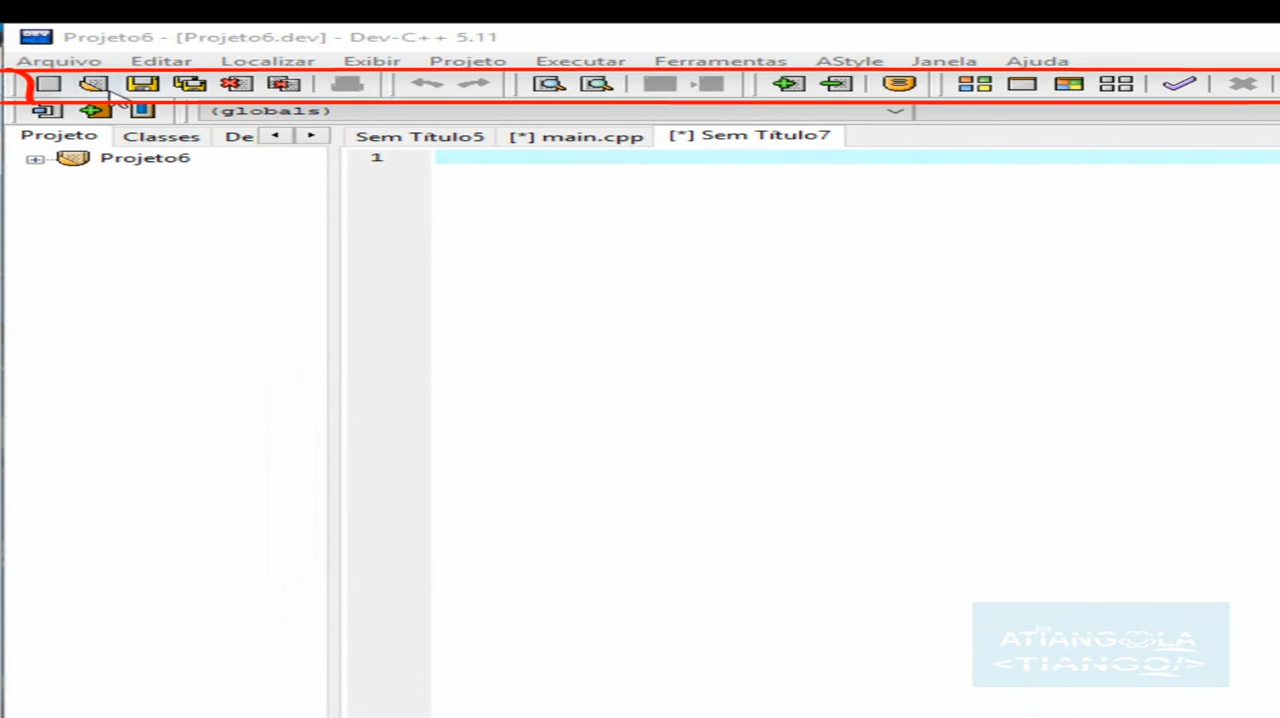 DEV Projeto6 - [Projeto6.dev] - Dev-C++ 5.11
Arquivo Editar Localizar Exibir Projeto Executar Ferramentas AStyle Janela Ajuda
(globals)
Projeto Classes De Sem Título5 [*] main.cpp [*] Sem Título7
Projeto6 1
ATIANGOLA
<TIANGO/>